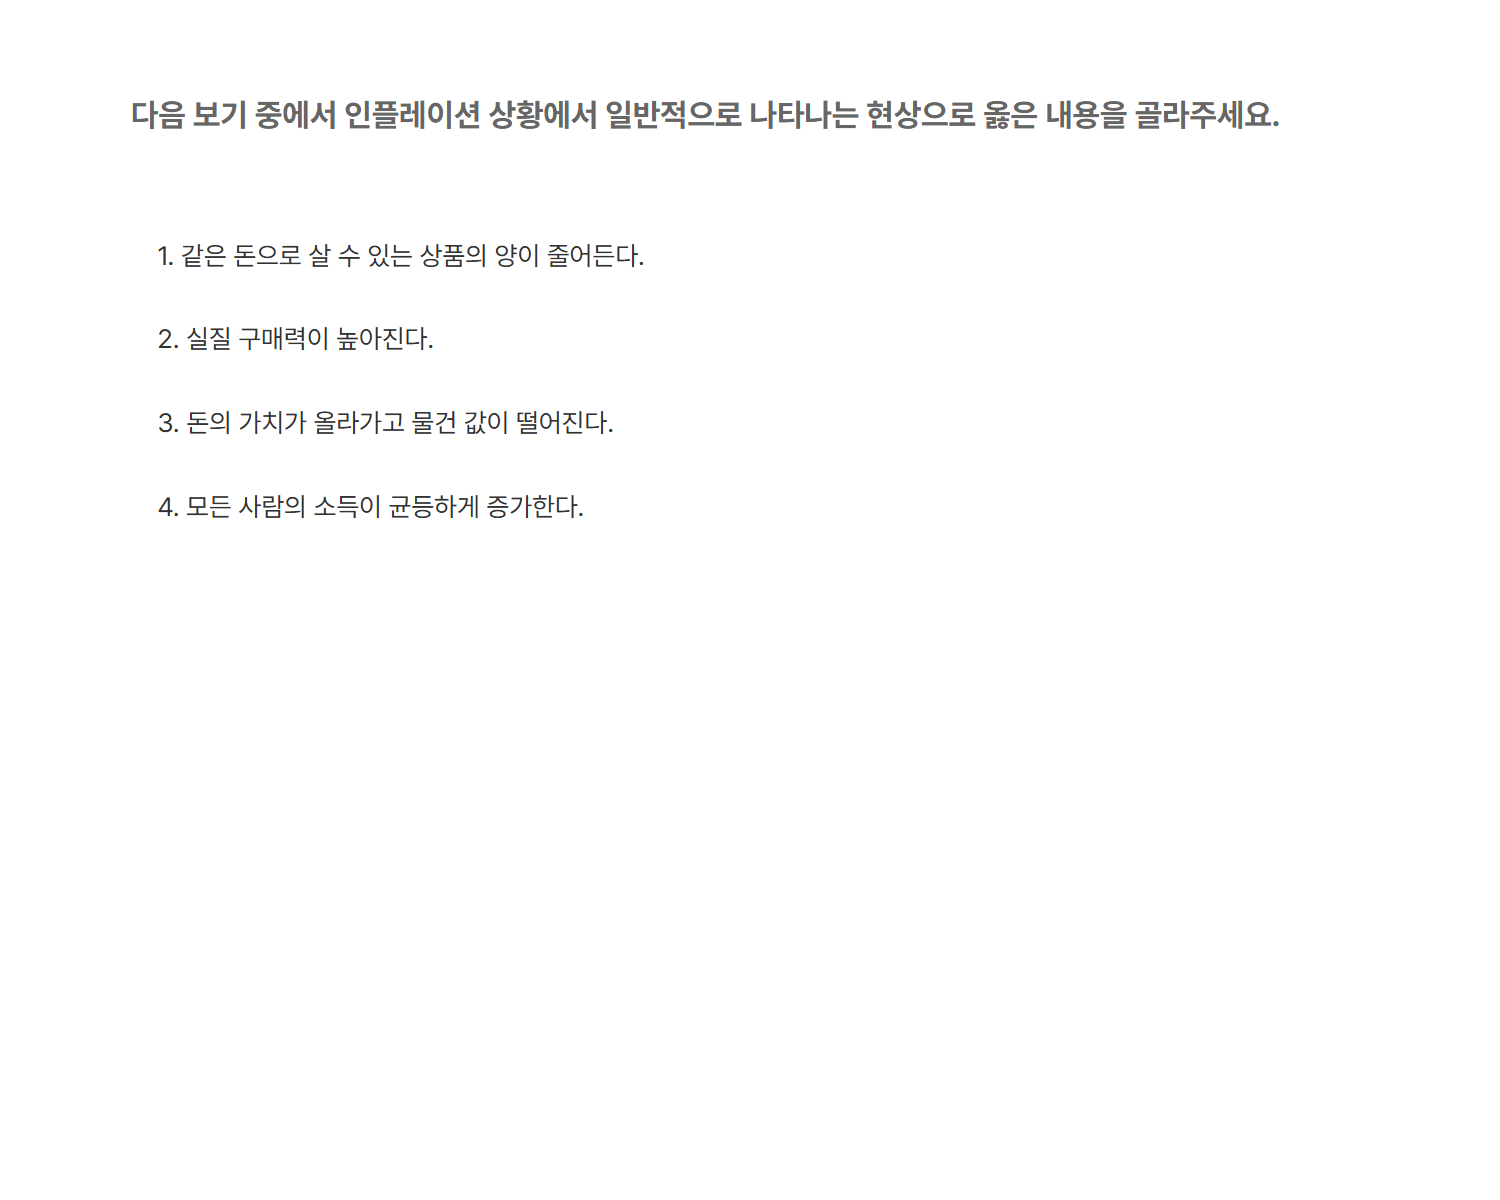 다음 보기 중에서 인플레이션 상황에서 일반적으로 나타나는 현상으로 옳은 내용을 골라주세요.
1. 같은 돈으로 살 수 있는 상품의 양이 줄어든다.
2. 실질 구매력이 높아진다.
3. 돈의 가치가 올라가고 물건 값이 떨어진다.
4. 모든 사람의 소득이 균등하게 증가한다.